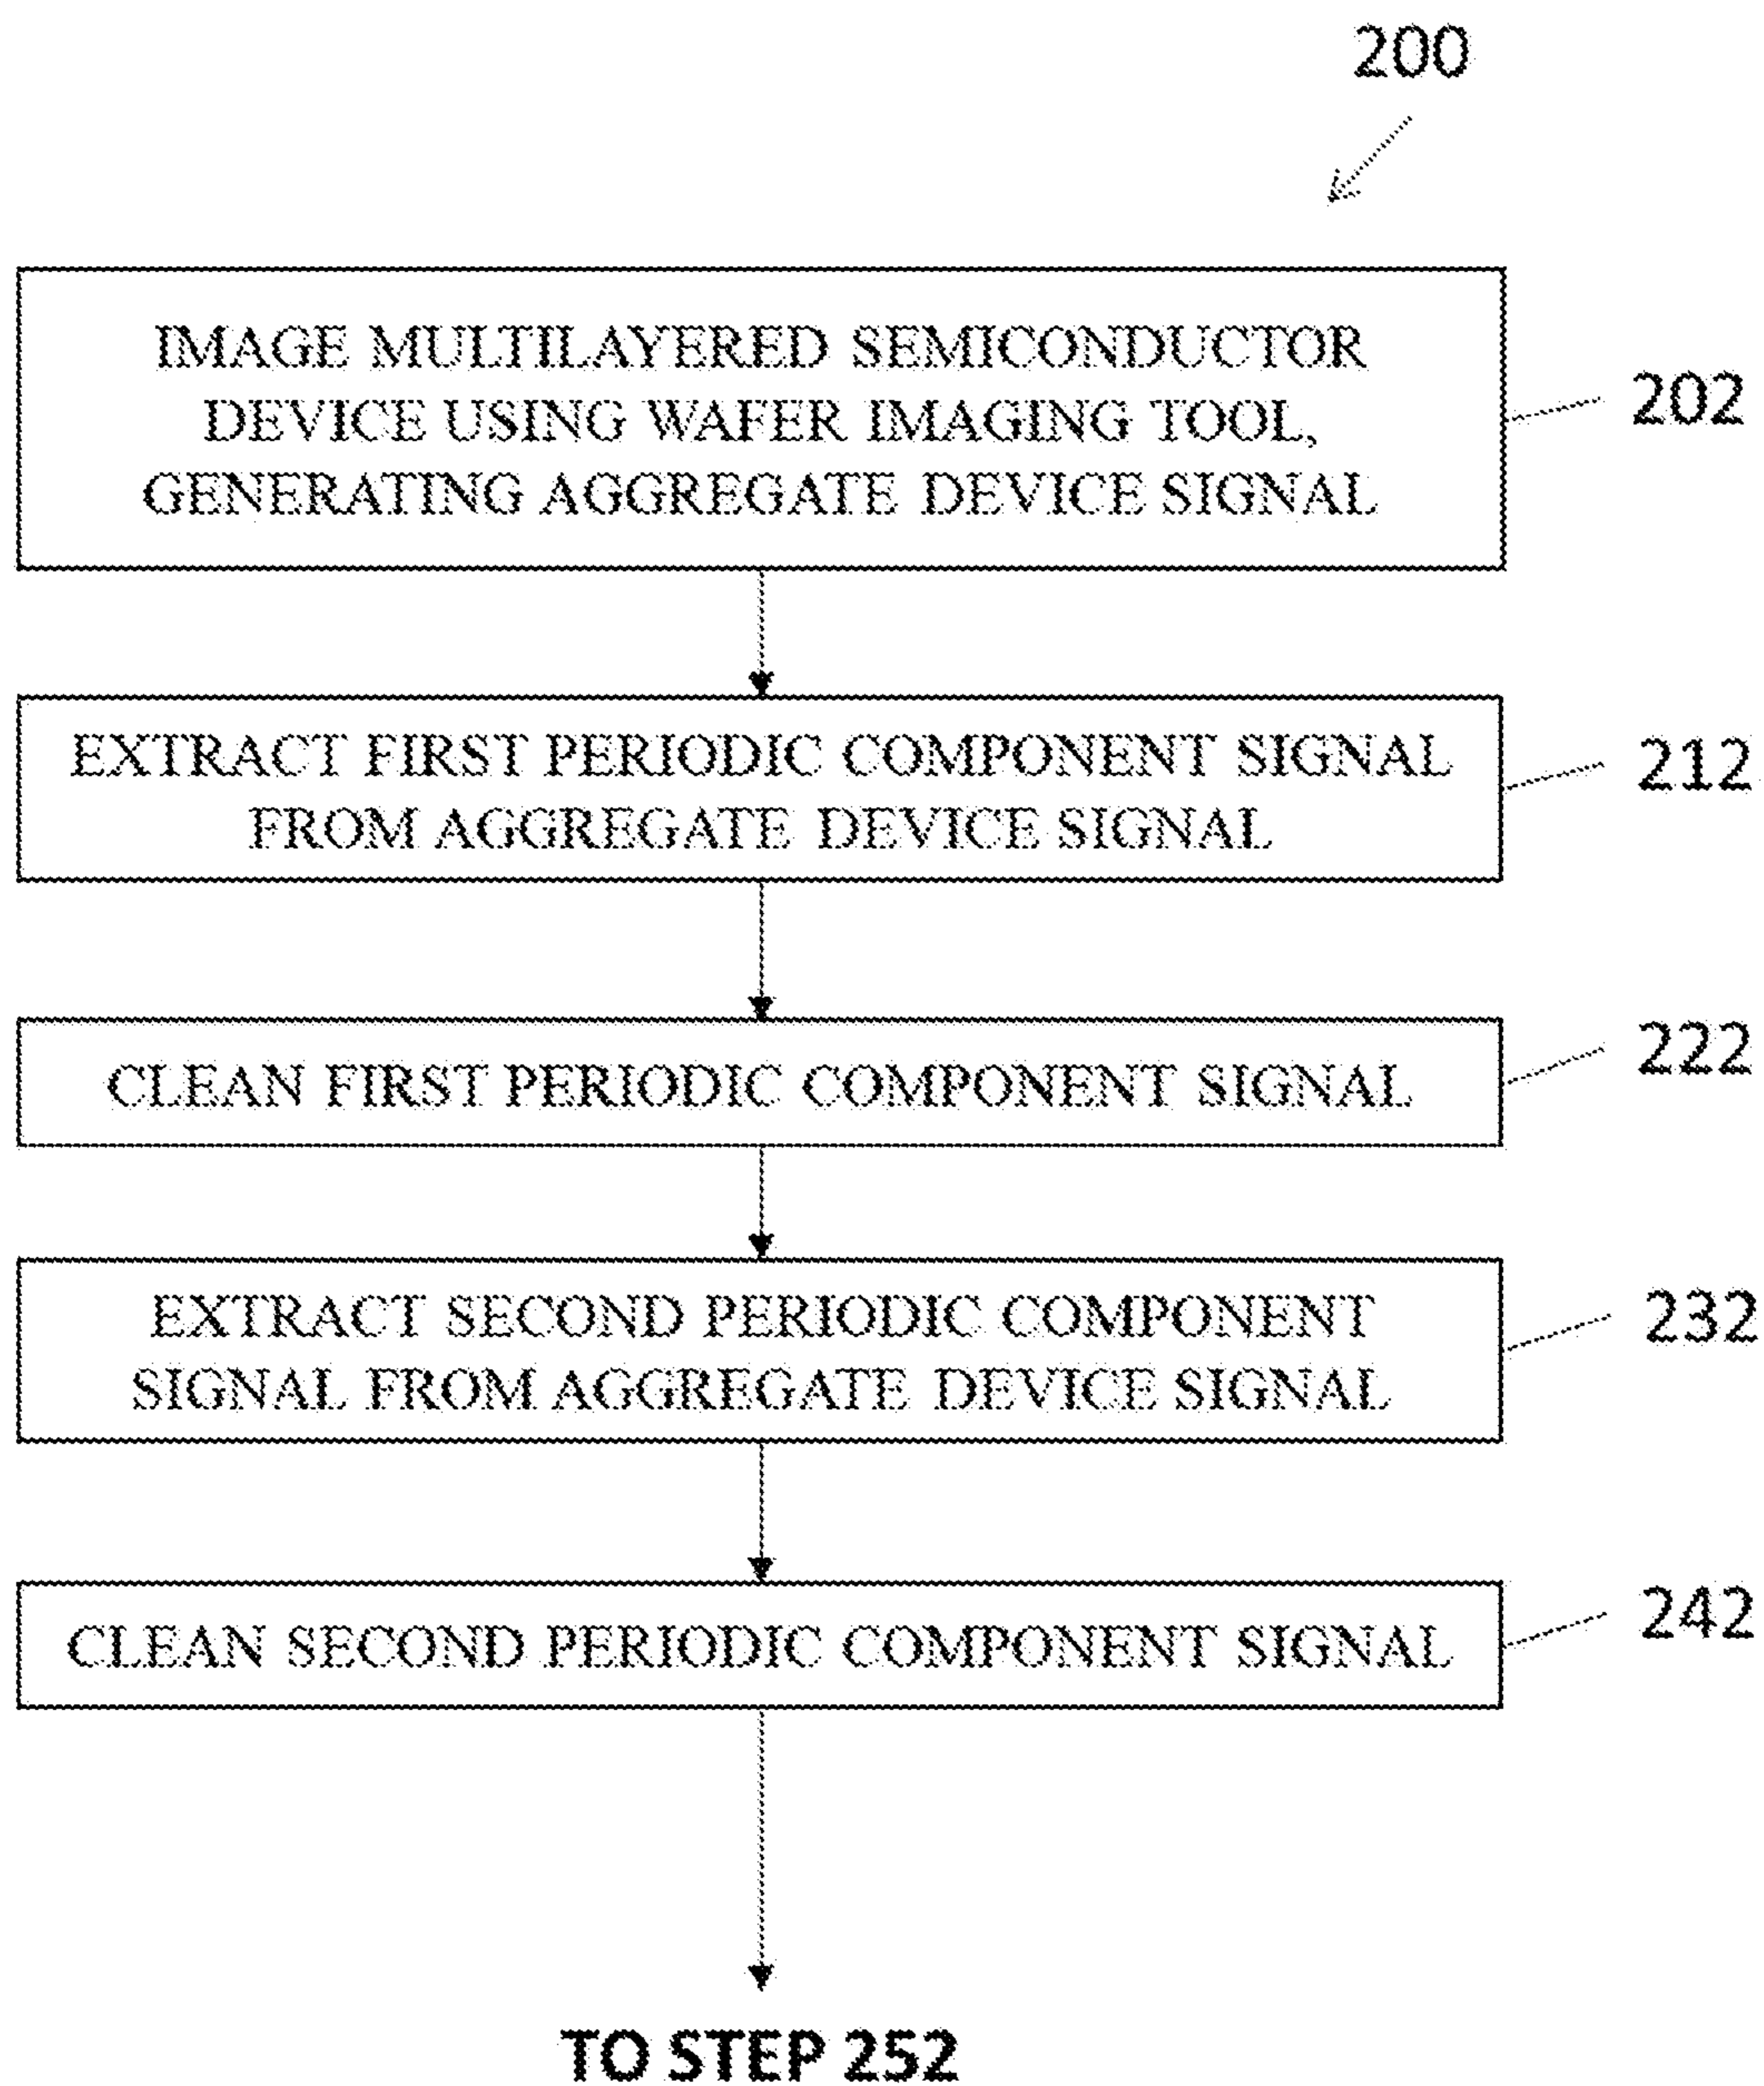 200
IMAGE MULTILAYERED SEMICONDUCTOR
DEVICE USING WAFER IMAGING TOOL,
GENERATING AGGREGATE DEVICE SIGNAL
202
EXTRACT FIRST PERIODIC COMPONENT SIGNAL
FROM AGGREGATE DEVICE SIGNAL
212
CLEAN FIRST PERIODIC COMPONENT SIGNAL
222
EXTRACT SECOND PERIODIC COMPONENT
SIGNAL FROM AGGREGATE DEVICE SIGNAL
232
CLEAN SECOND PERIODIC COMPONENT SIGNAL
242
TO STEP 252